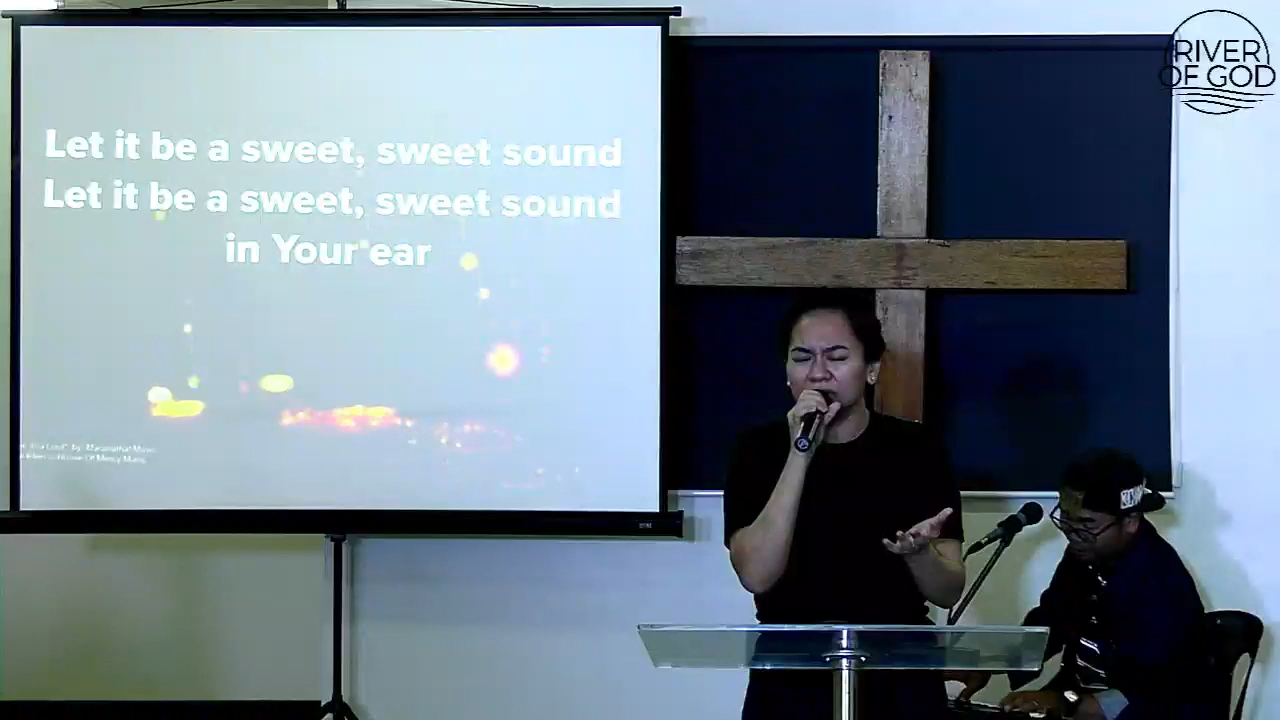 Let it be a sweet, sweet sound
Let it be a sweet, sweet sound
in Your ear
RIVER
OF GOD